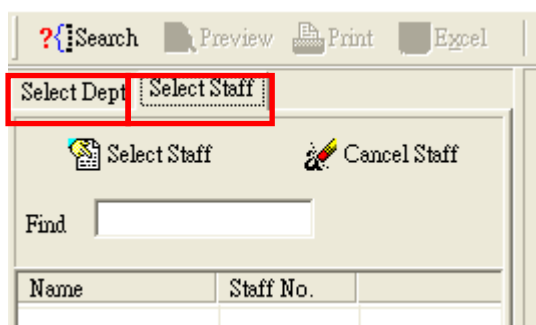 ?{Search Preview Print Excel
Select Dept Select Staff
Select Staff Cancel Staff
Find
Name Staff No.